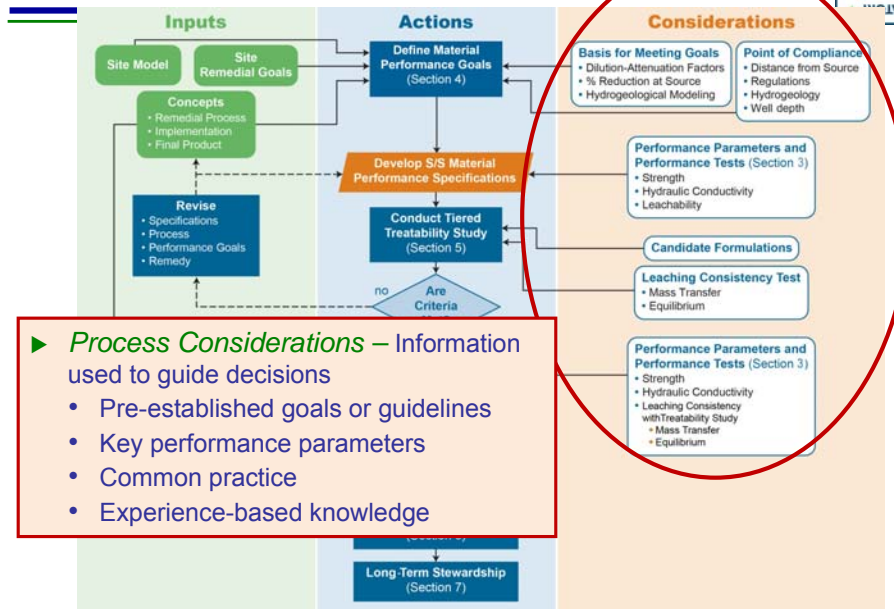 Inputs
Actions
Considerations
Site Model
Site
Remedial Goals
Concepts
• Remedial Process
• Implementation
• Final Product
Revise
• Specifications
• Process
• Performance Goals
• Remedy
Define Material
Performance Goals
(Section 4)
Develop S/S Material
Performance Specifications
Conduct Tiered
Treatability Study
(Section 5)
no
Are
Criteria
Basis for Meeting Goals
• Dilution-Attenuation Factors
• % Reduction at Source
• Hydrogeological Modeling
Point of Compliance
• Distance from Source
• Regulations
• Hydrogeology
• Well depth
Performance Parameters and
Performance Tests (Section 3)
• Strength
• Hydraulic Conductivity
• Leachability
Candidate Formulations
Leaching Consistency Test
• Mass Transfer
• Equilibrium
Performance Parameters and
Performance Tests (Section 3)
• Strength
• Hydraulic Conductivity
• Leaching Consistency
withTreatability Study
• Mass Transfer
• Equilibrium
▶ Process Considerations – Information
used to guide decisions
• Pre-established goals or guidelines
• Key performance parameters
• Common practice
• Experience-based knowledge
Long-Term Stewardship
(Section 7)